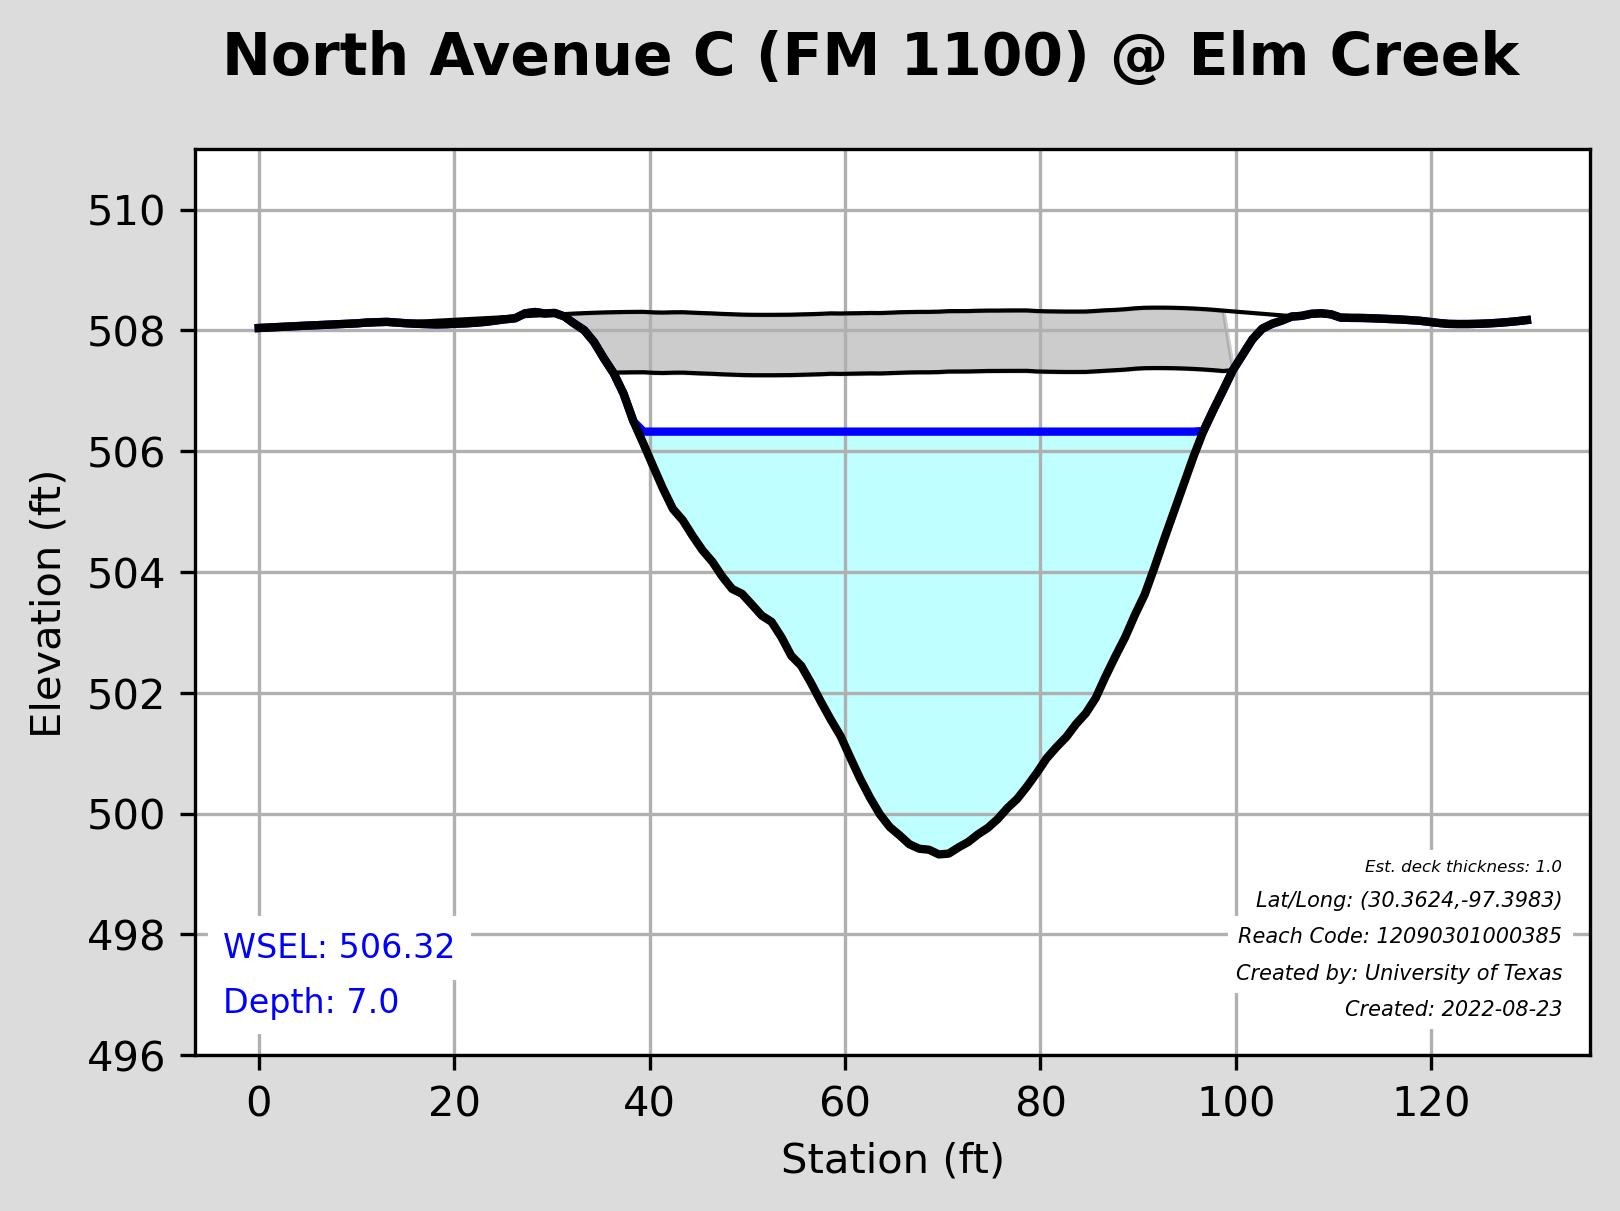 North Avenue C (FM 1100) @ Elm Creek
510
508
506
504
502
500
498
496
Elevation (ft)
0 20 40 60 80 100 120
Station (ft)
WSEL: 506.32
Depth: 7.0
Est. deck thickness: 1.0
Lat/Long: (30.3624,-97.3983)
Reach Code: 12090301000385
Created by: University of Texas
Created: 2022-08-23